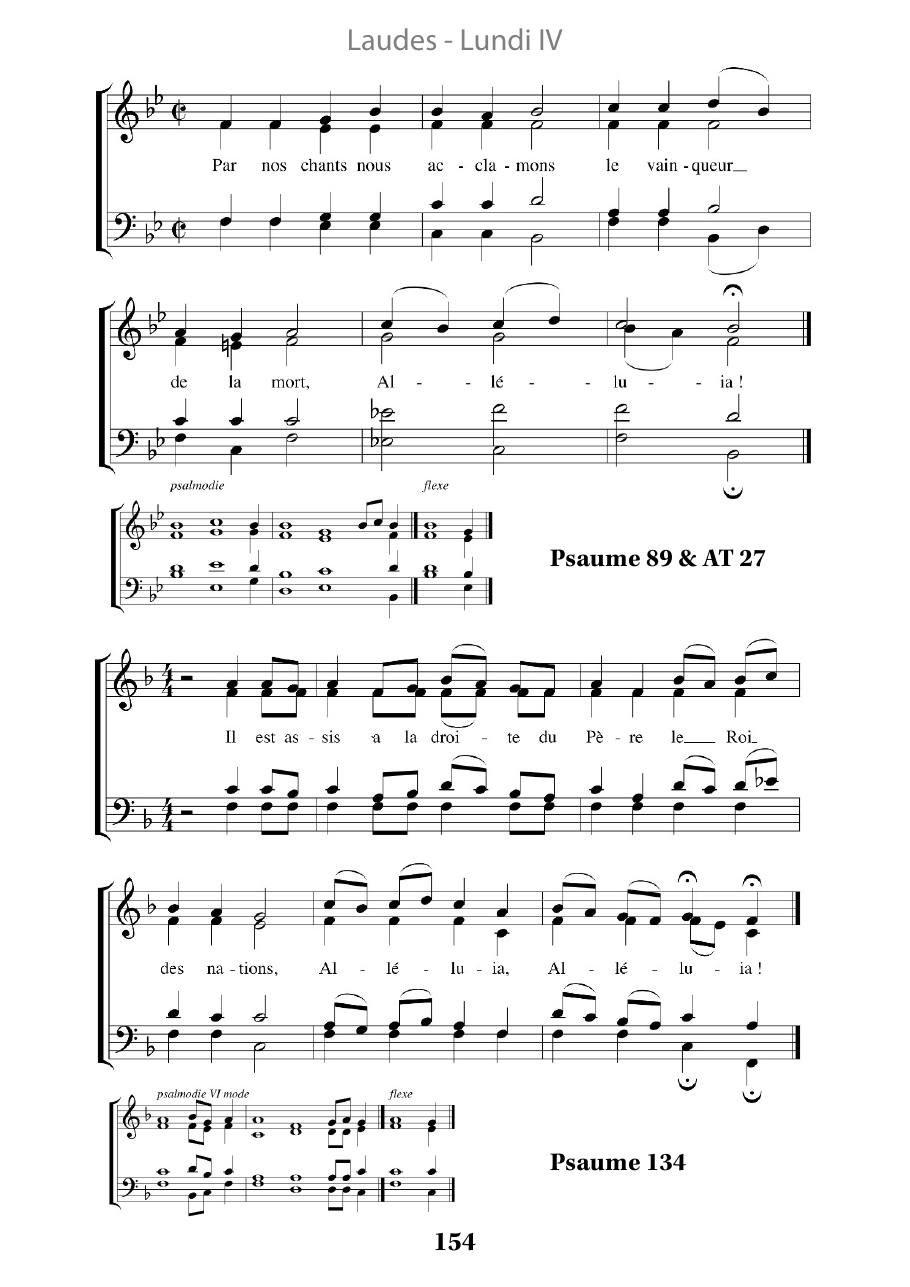 Laudes - Lundi IV
Par nos chants nous ac - cla - mons le vain - queur
de la mort, Al - - lé - - lu - - ia !
psalmodie flexe
Psaume 89 & AT 27
Il est as - sis a la droi - te du Pè - re le Roi
des na - tions, Al - lé - lu - ia, Al - lé - lu - ia !
psalmodie VI mode flexe
Psaume 134
154